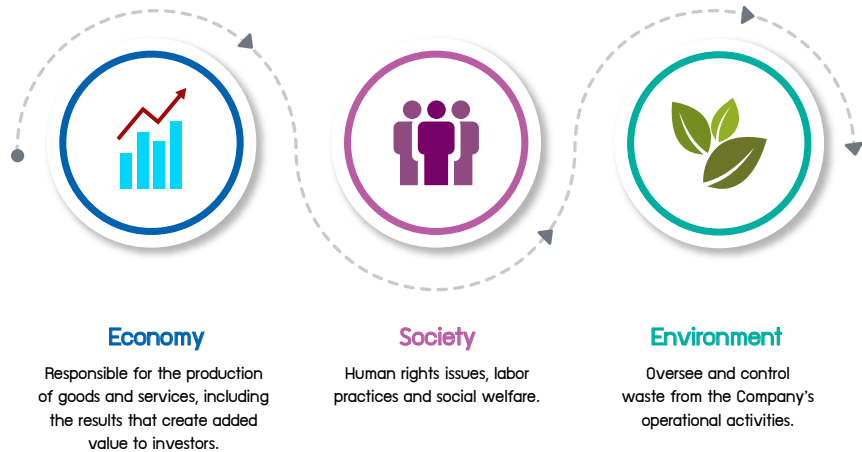 Economy
Responsible for the production
of goods and services, including
the results that create added
value to investors.
Society
Human rights issues, labor
practices and social welfare.
Environment
Oversee and control
waste from the Company's
operational activities.